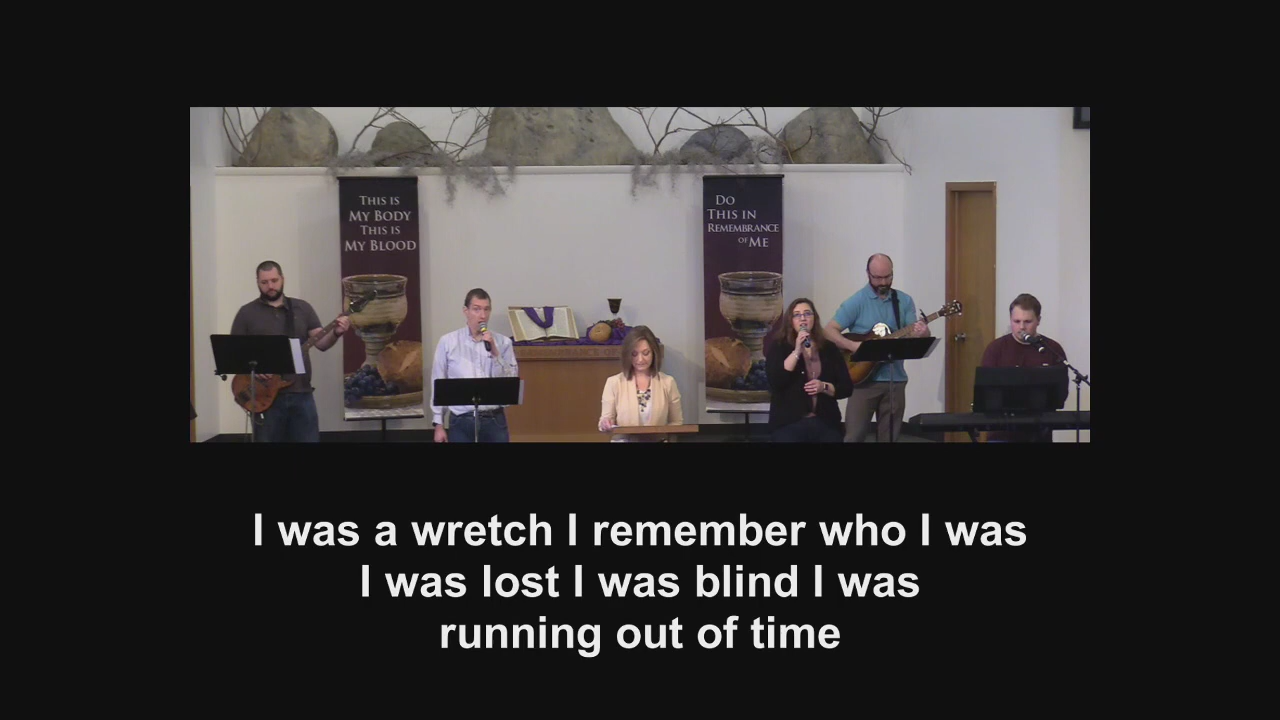 This is
My Body
This is
My Blood
Do
This in
Remembrance
of Me
I was a wretch I remember who I was
I was lost I was blind I was
running out of time